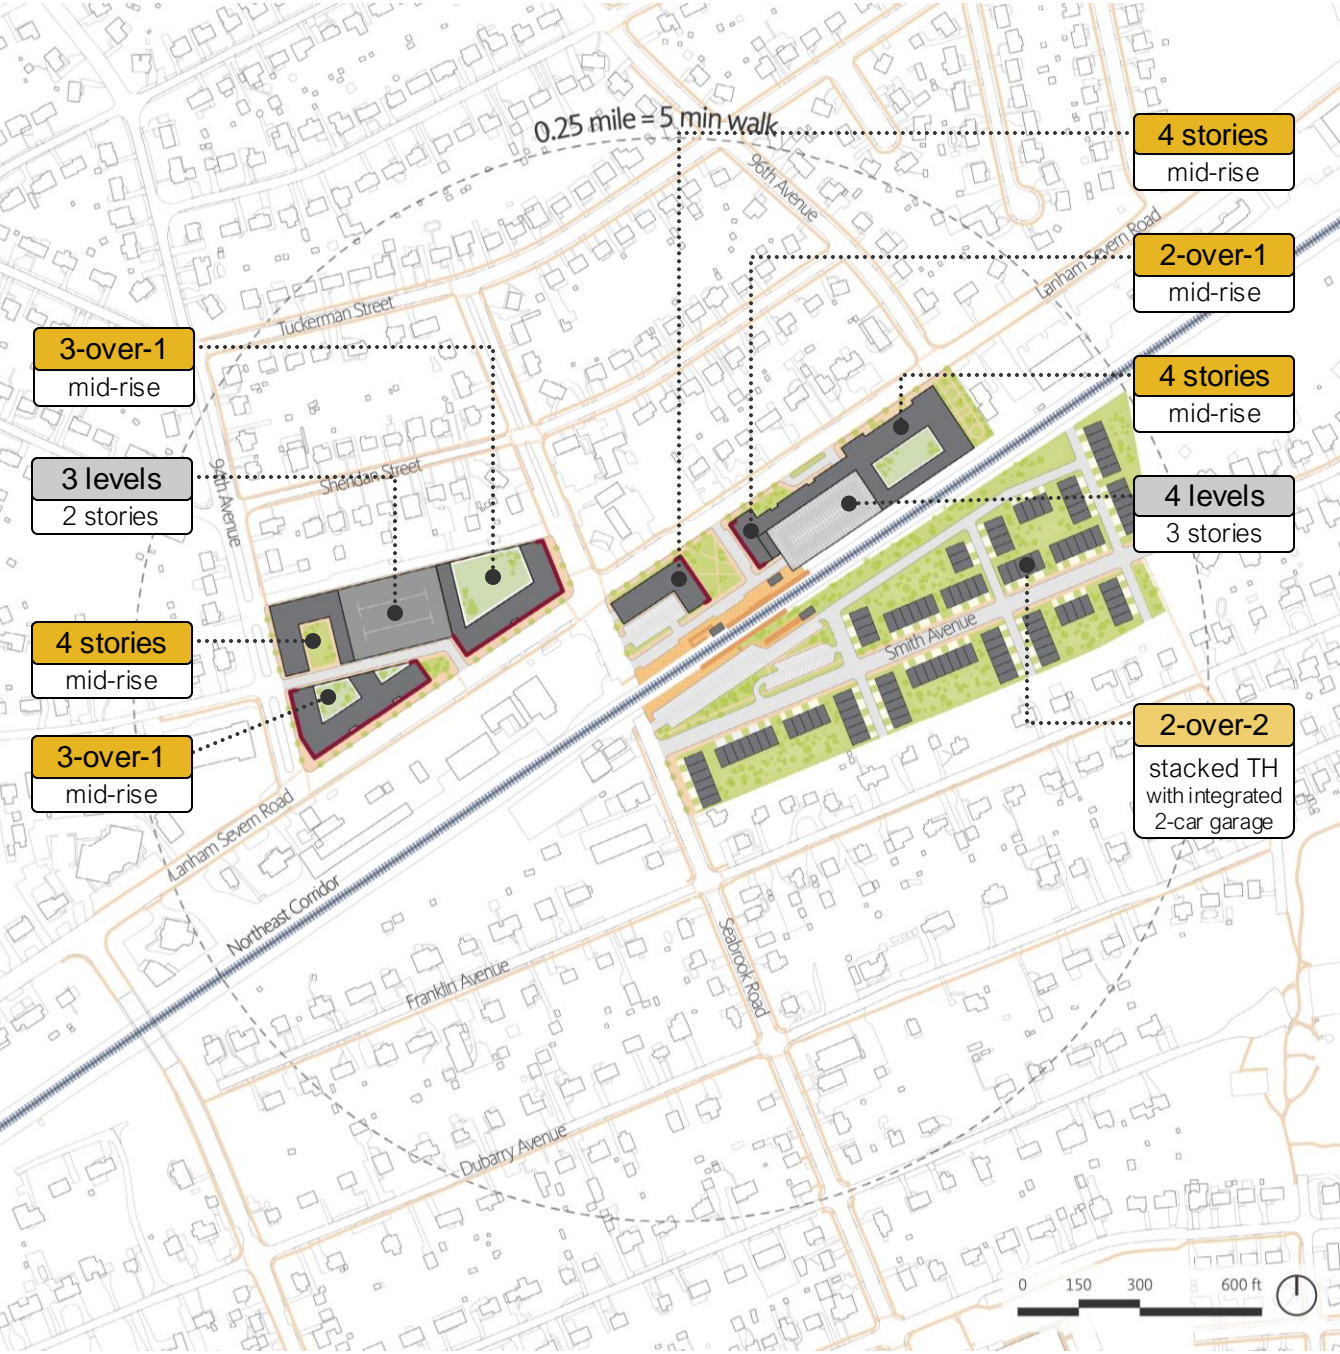 0.25 mile = 5 min walk
4 stories
mid-rise
96th Avenue
Lanham Severn Road
2-over-1
mid-rise
Tuckerman Street
3-over-1
mid-rise
4 stories
mid-rise
Sheridan Street
94th Avenue
3 levels
2 stories
4 levels
3 stories
4 stories
mid-rise
Smith Avenue
2-over-2
stacked TH
with integrated
2-car garage
3-over-1
mid-rise
Lanham Severn Road
Northeast Corridor
Franklin Avenue
Seabrook Road
Dubarry Avenue
0 150 300 600 ft